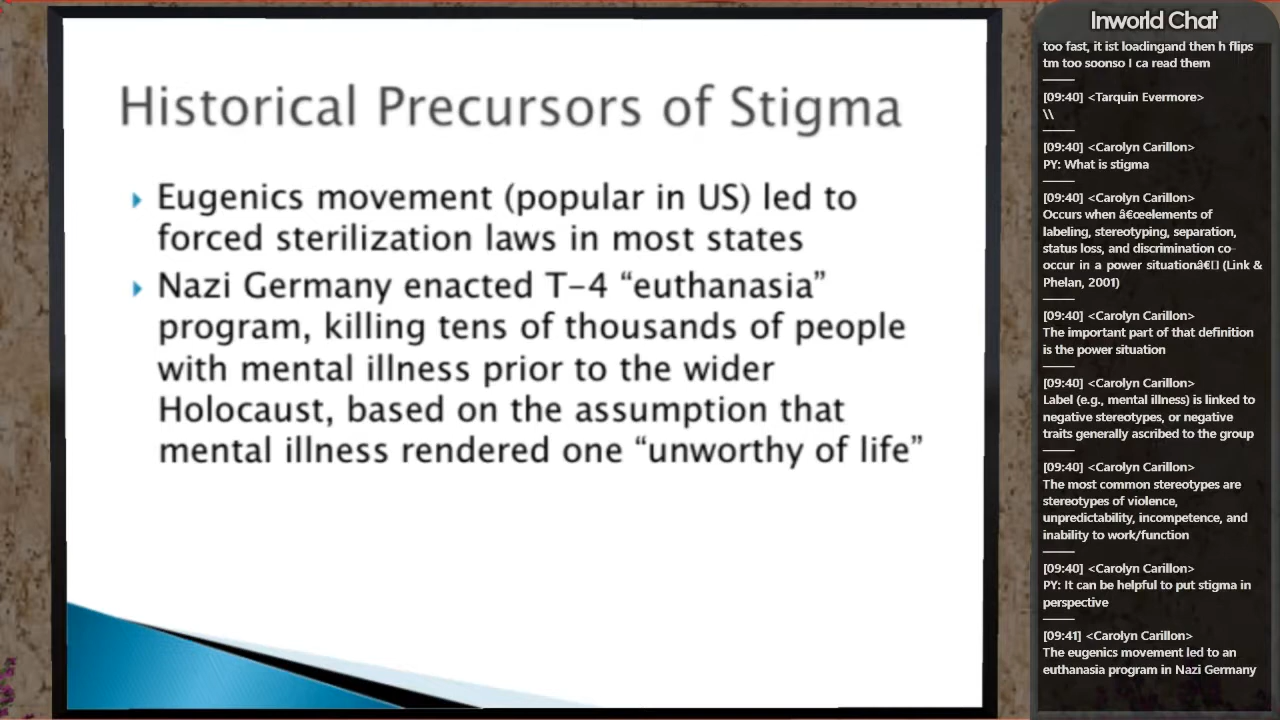 Historical Precursors of Stigma
Eugenics movement (popular in US) led to
forced sterilization laws in most states
Nazi Germany enacted T-4 “euthanasia”
program, killing tens of thousands of people
with mental illness prior to the wider
Holocaust, based on the assumption that
mental illness rendered one “unworthy of life”
Inworld Chat
too fast, it ist loadingand then h flips
tm too soonso I ca read them
[09:40] <Tarquin Evermore>
\\
[09:40] <Carolyn Carillon>
PY: What is stigma
[09:40] <Carolyn Carillon>
Occurs when â€œelements of
labeling, stereotyping, separation,
status loss, and discrimination co-
occur in a power situationâ€ (Link &
Phelan, 2001)
[09:40] <Carolyn Carillon>
The important part of that definition
is the power situation
[09:40] <Carolyn Carillon>
Label (e.g., mental illness) is linked to
negative stereotypes, or negative
traits generally ascribed to the group
[09:40] <Carolyn Carillon>
The most common stereotypes are
stereotypes of violence,
unpredictability, incompetence, and
inability to work/function
[09:40] <Carolyn Carillon>
PY: It can be helpful to put stigma in
perspective
[09:41] <Carolyn Carillon>
The eugenics movement led to an
euthanasia program in Nazi Germany